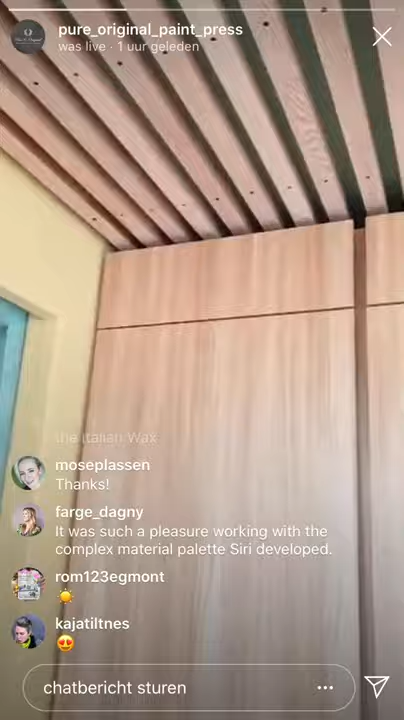 pure_original_paint_press
was live · 1 uur geleden
the Italian Wax
moseplassen
Thanks!
farge_dagny
It was such a pleasure working with the
complex material palette Siri developed.
rom123egmont
☀️
kajatiltnes
😍
chatbericht sturen